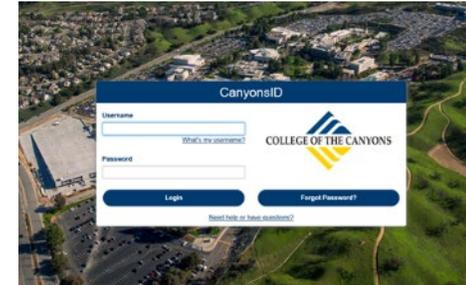 CanyonsID
Username
What's my username?
COLLEGE OF THE CANYONS
Password
Login
Forgot Password?
Need help or have questions?